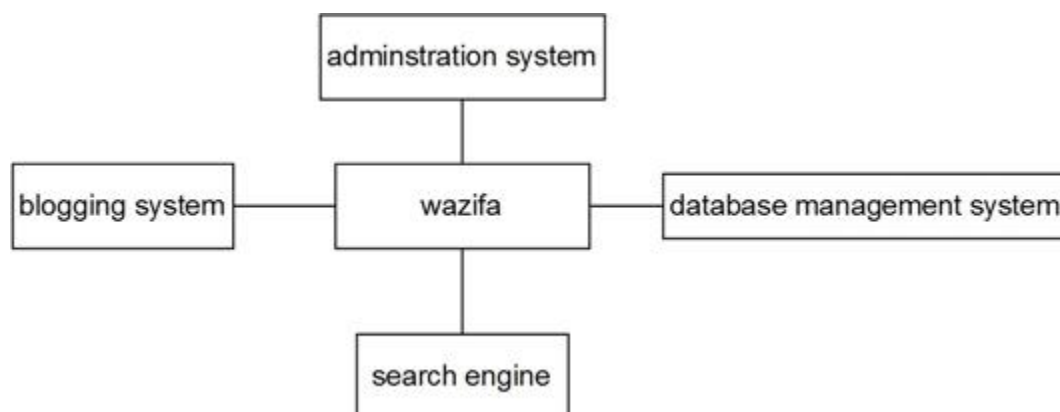 adminstration system
blogging system
wazifa
database management system
search engine